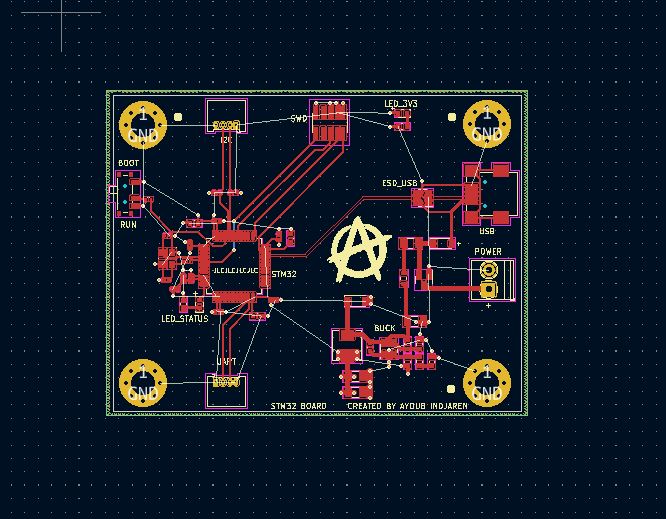 1
GND
SWD
LED_3V3
1
GND
I2C
BOOT
ESD_USB
RUN
USB
POWER
JLCJLCJLCJLC
STM32
+
LED_STATUS
BUCK
+
UART
1
GND
1
GND
STM32 BOARD CREATED BY AYOUB INDJAREN